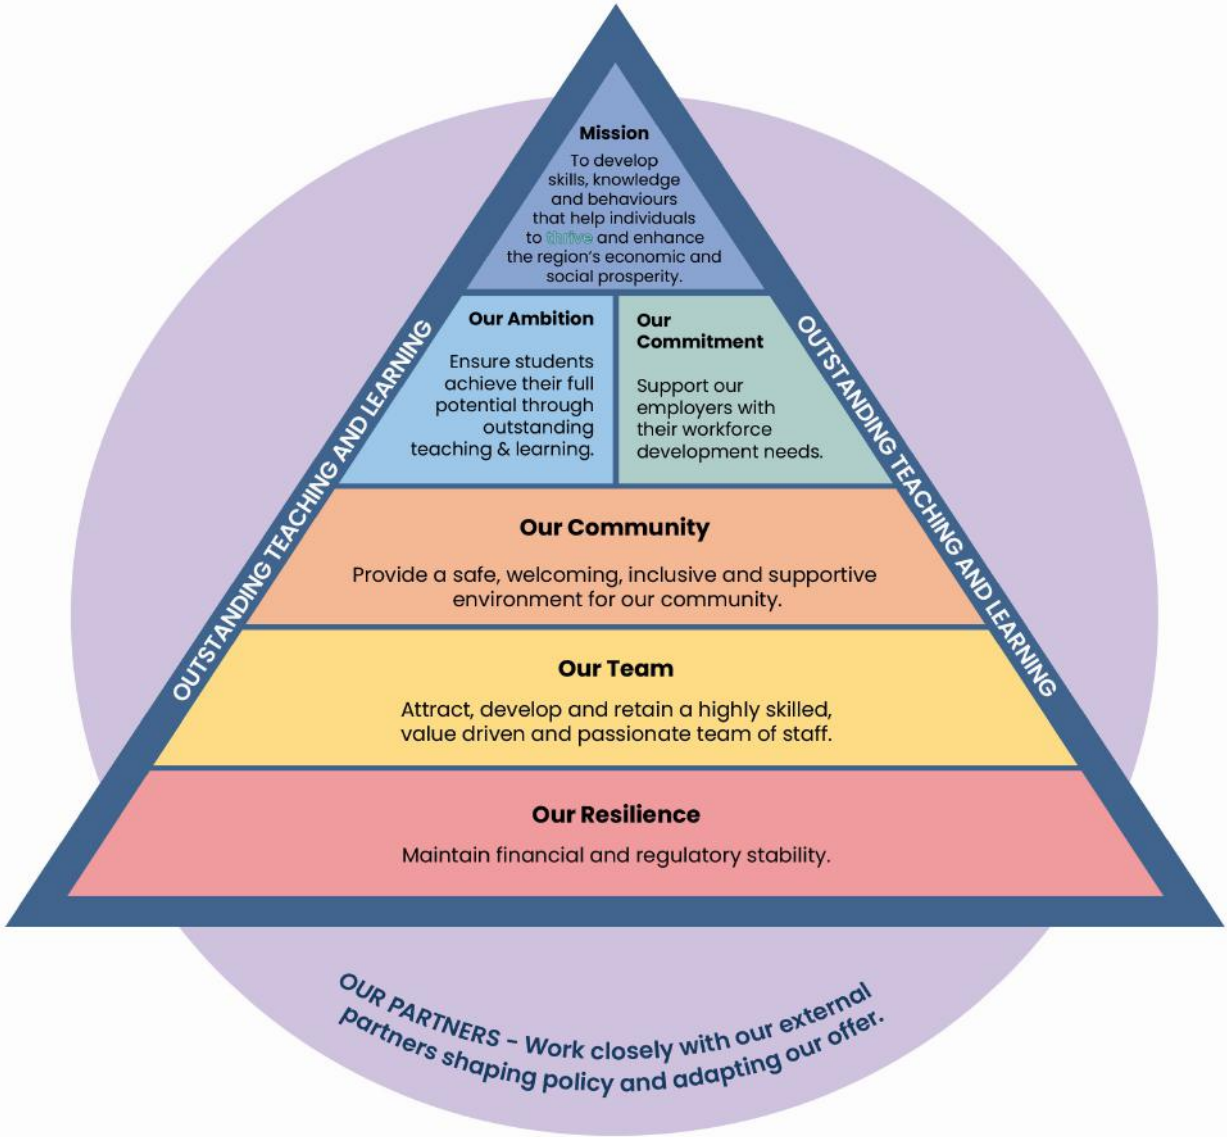 Mission
To develop
skills, knowledge
and behaviours
that help individuals
to thrive and enhance
the region's economic and
social prosperity.
Our Ambition
Ensure students
achieve their full
potential through
outstanding
teaching & learning.
Our
Commitment
Support our
employers with
their workforce
development needs.
OUTSTANDING TEACHING AND LEARNING
OUTSTANDING TEACHING AND LEARNING
Our Community
Provide a safe, welcoming, inclusive and supportive
environment for our community.
Our Team
Attract, develop and retain a highly skilled,
value driven and passionate team of staff.
Our Resilience
Maintain financial and regulatory stability.
OUR PARTNERS - Work closely with our external
partners shaping policy and adapting our offer.